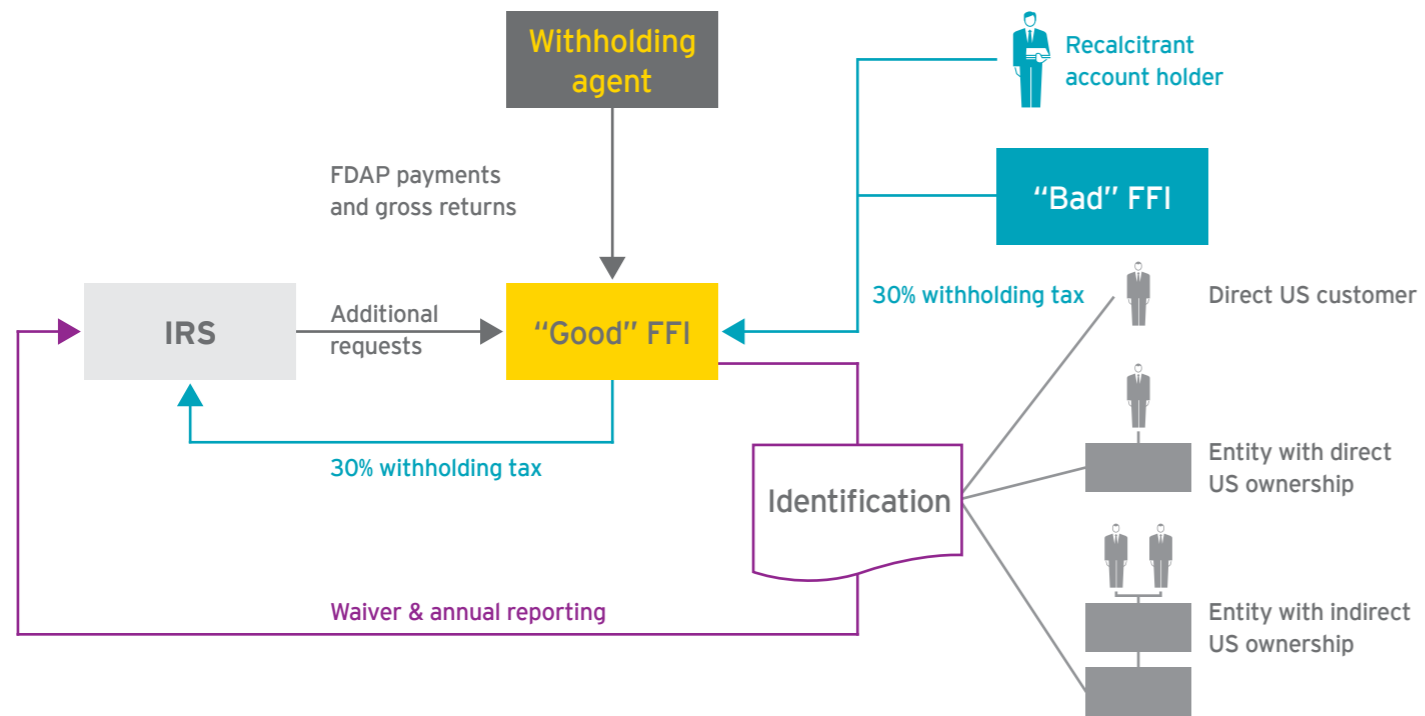 Withholding
agent
Recalcitrant
account holder
FDAP payments
and gross returns
“Bad” FFI
30% withholding tax
Direct US customer
IRS
Additional
requests
“Good” FFI
Entity with direct
US ownership
30% withholding tax
Identification
Waiver & annual reporting
Entity with indirect
US ownership